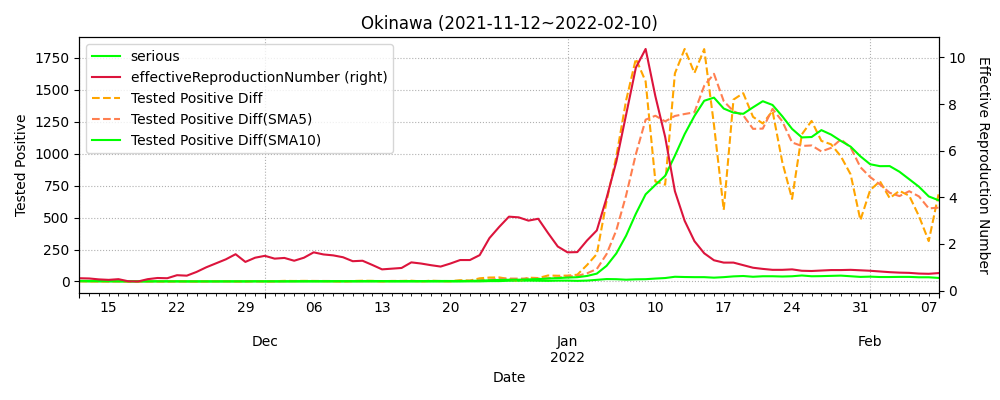 Okinawa (2021-11-12~2022-02-10)
serious
effectiveReproductionNumber (right)
Tested Positive Diff
Tested Positive Diff(SMA5)
Tested Positive Diff(SMA10)
Tested Positive
1750
1500
1250
1000
750
500
250
0
10
8
6
4
2
0
Effective Reproduction Number
15 22 29 06 13 20 27 03 10 17 24 31 07
Dec Jan Feb
2022
Date